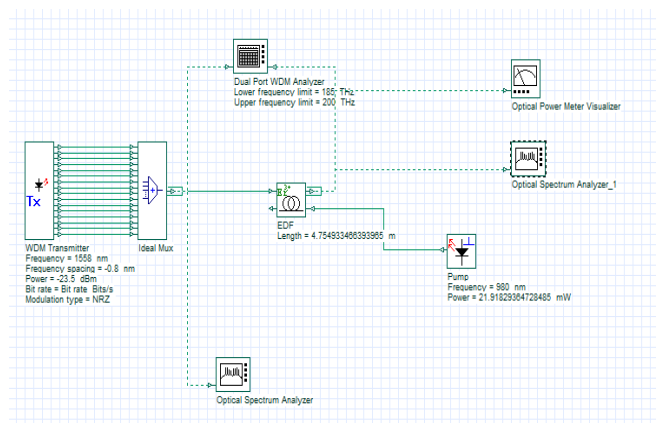 Dual Port WDM Analyzer
Lower frequency limit = 185 THz
Upper frequency limit = 200 THz
Optical Power Meter Visualizer
Optical Spectrum Analyzer_1
Tx
WDM Transmitter
Frequency = 1558 nm
Frequency spacing = -0.8 nm
Power = -23.5 dBm
Bit rate = Bit rate Bits/s
Modulation type = NRZ
Ideal Mux
EDF
Length = 4.754933466393965 m
Pump
Frequency = 980 nm
Power = 21.91829364728485 mW
Optical Spectrum Analyzer